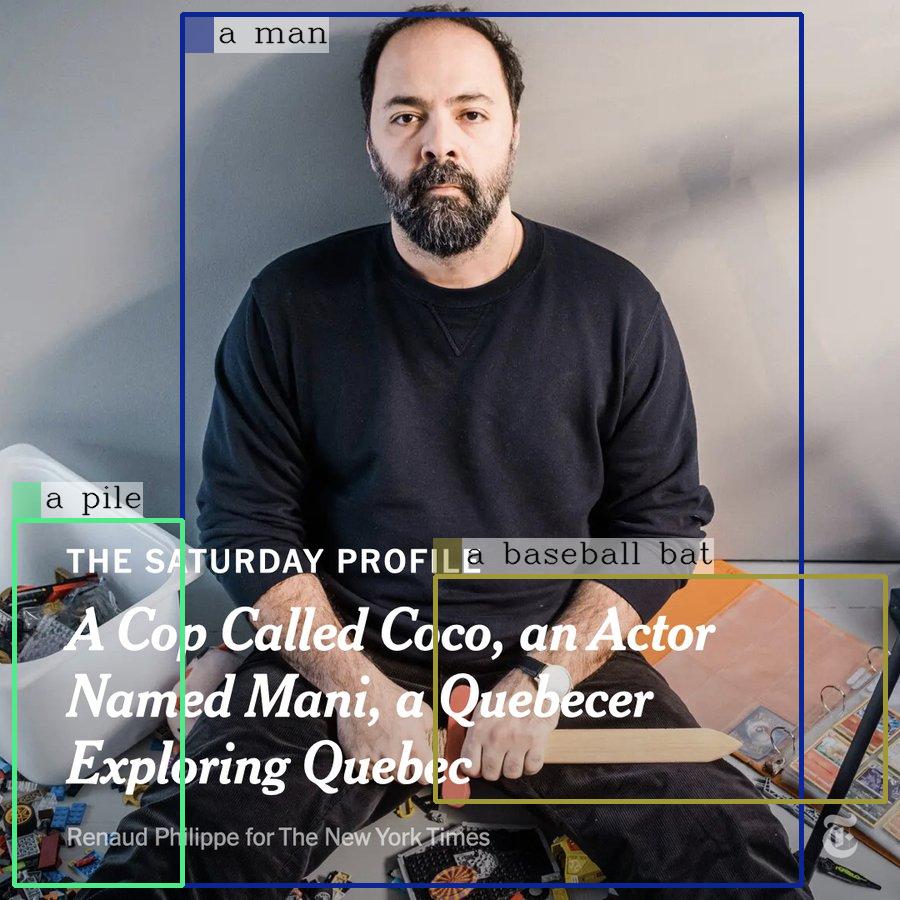 a man
a pile
a baseball bat
THE SATURDAY PROFILE
A Cop Called Coco, an Actor
Named Mani, a Quebecer
Exploring Quebec
Renaud Philippe for The New York Times
T